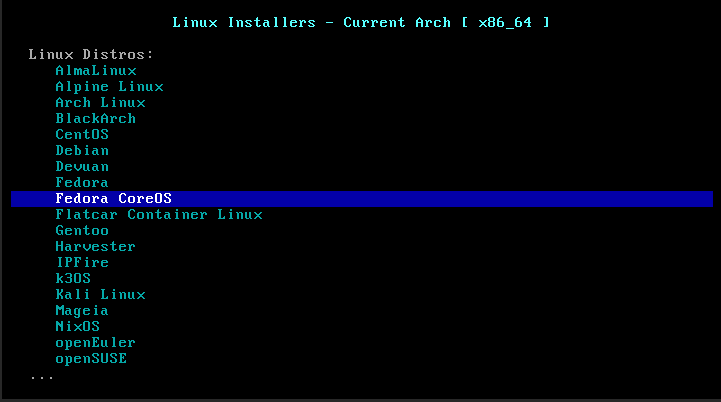 Linux Installers - Current Arch [ x86_64 ]
Linux Distros:
AlmaLinux
Alpine Linux
Arch Linux
BlackArch
CentOS
Debian
Devuan
Fedora
Fedora CoreOS
Flatcar Container Linux
Gentoo
Harvester
IPFire
k3OS
Kali Linux
Mageia
NixOS
openEuler
openSUSE
...